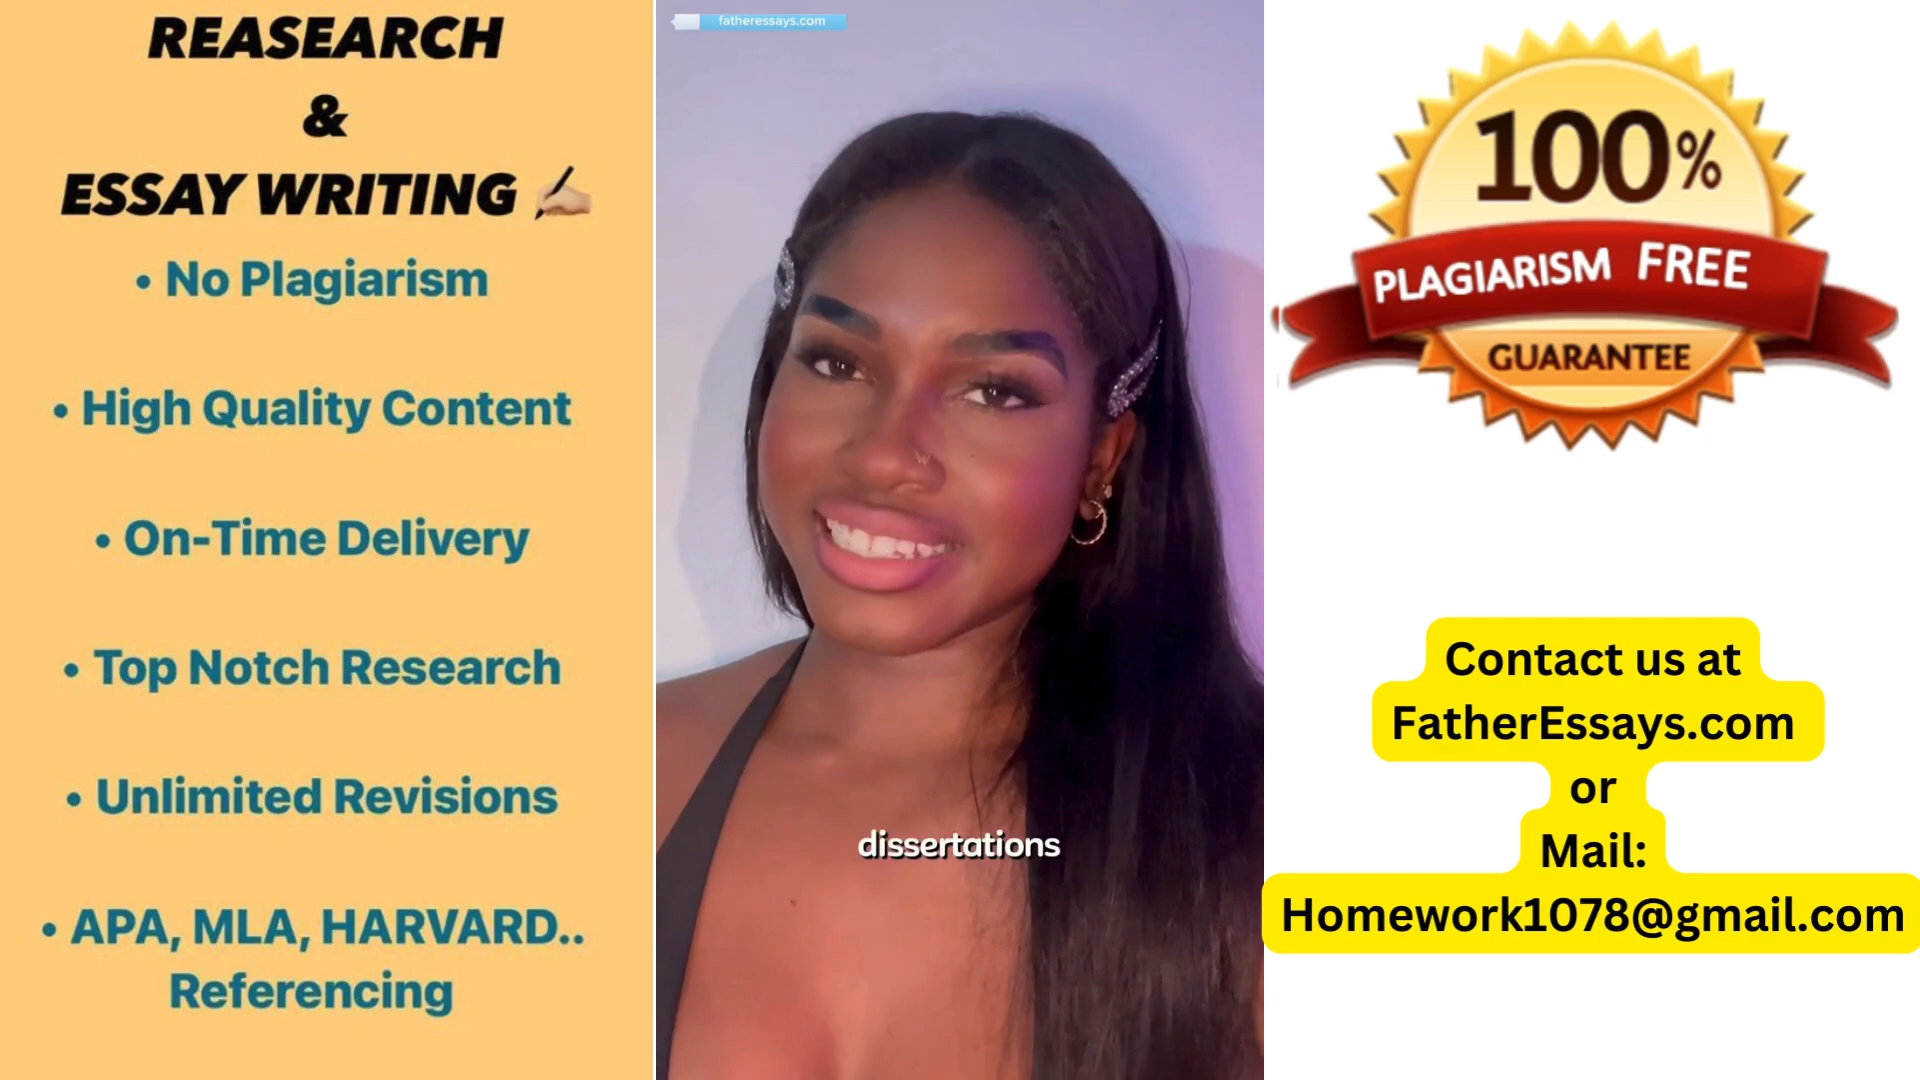 REASEARCH
&
ESSAY WRITING
• No Plagiarism
• High Quality Content
• On-Time Delivery
• Top Notch Research
• Unlimited Revisions
• APA, MLA, HARVARD..
Referencing
fatheressays.com
dissertations
100%
PLAGIARISM FREE
GUARANTEE
Contact us at
FatherEssays.com
or
Mail:
Homework1078@gmail.com